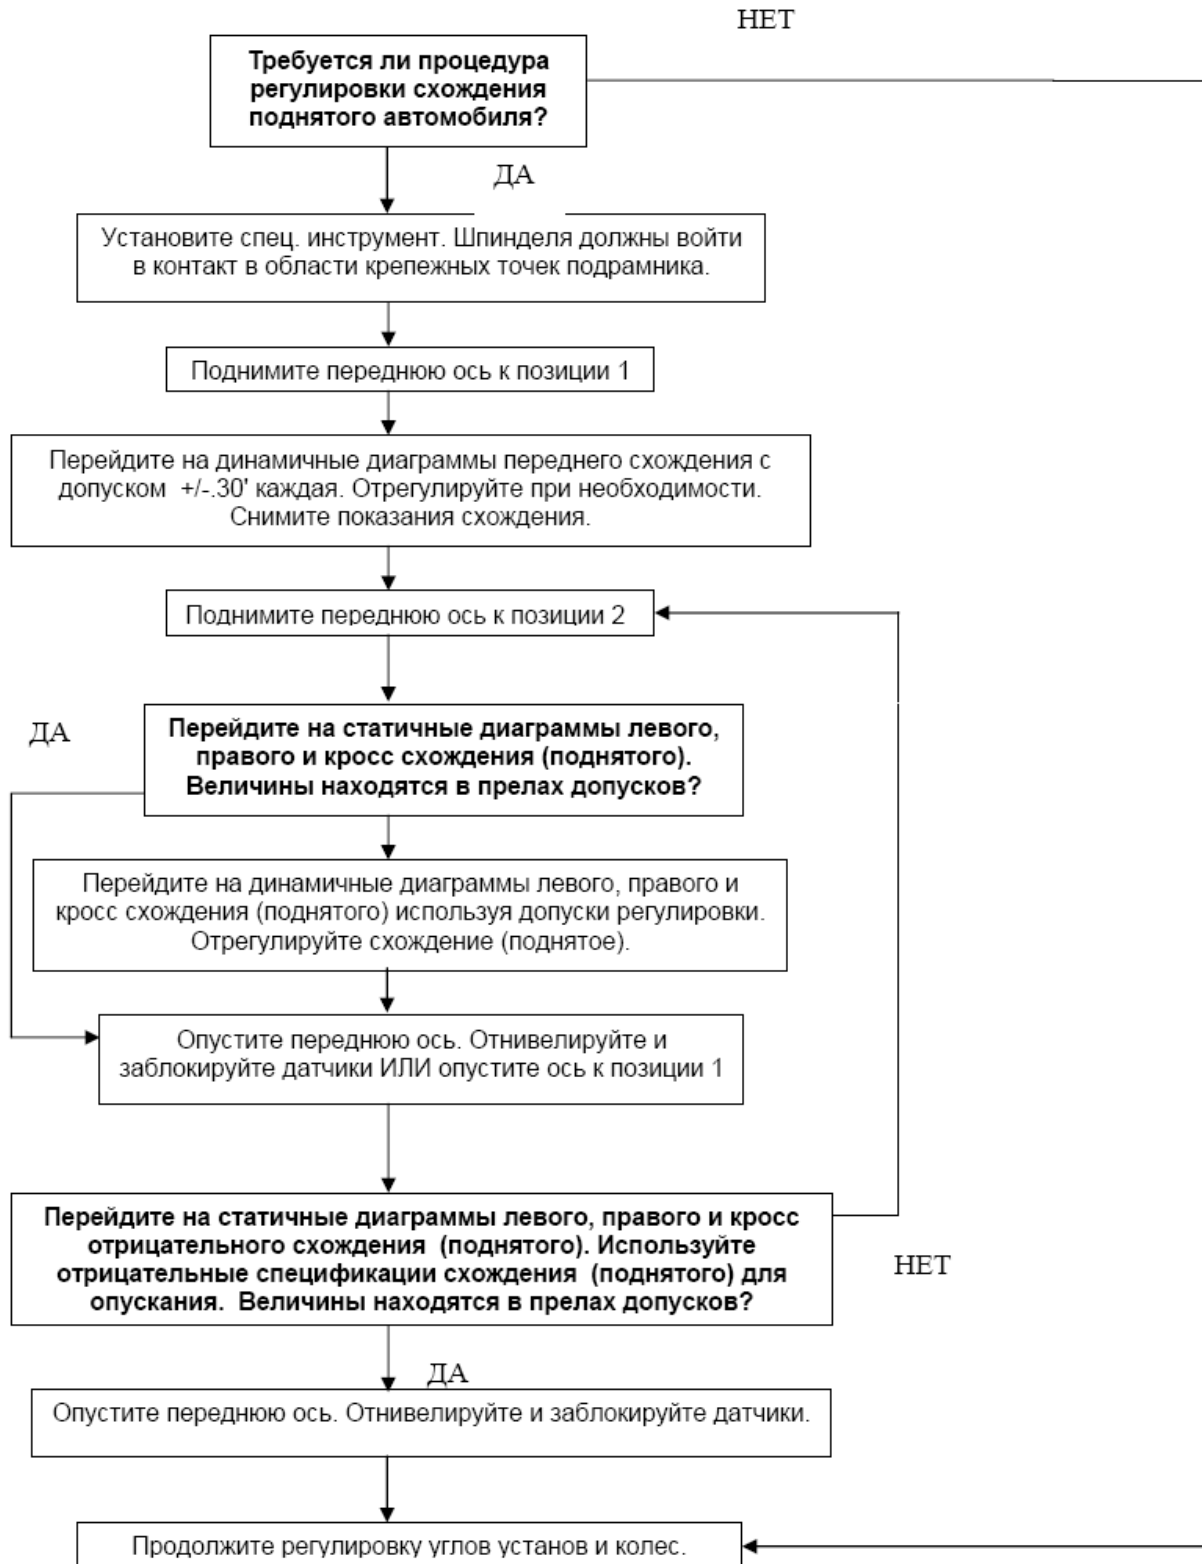 НЕТ
Требуется ли процедура
регулировки схождения
поднятого автомобиля?
ДА
Установите спец. инструмент. Шпинделя должны войти
в контакт в области крепежных точек подрамника.
Поднимите переднюю ось к позиции 1
Перейдите на динамичные диаграммы переднего схождения с
допуском +/-.30' каждая. Отрегулируйте при необходимости.
Снимите показания схождения.
Поднимите переднюю ось к позиции 2
ДА
Перейдите на статичные диаграммы левого,
правого и кросс схождения (поднятого).
Величины находятся в прелах допусков?
Перейдите на динамичные диаграммы левого, правого и
кросс схождения (поднятого) используя допуски регулировки.
Отрегулируйте схождение (поднятое).
Опустите переднюю ось. Отнивелируйте и
заблокируйте датчики ИЛИ опустите ось к позиции 1
Перейдите на статичные диаграммы левого, правого и кросс
отрицательного схождения (поднятого). Используйте
отрицательные спецификации схождения (поднятого) для
опускания. Величины находятся в прелах допусков?
НЕТ
ДА
Опустите переднюю ось. Отнивелируйте и заблокируйте датчики.
Продолжите регулировку углов установ и колес.